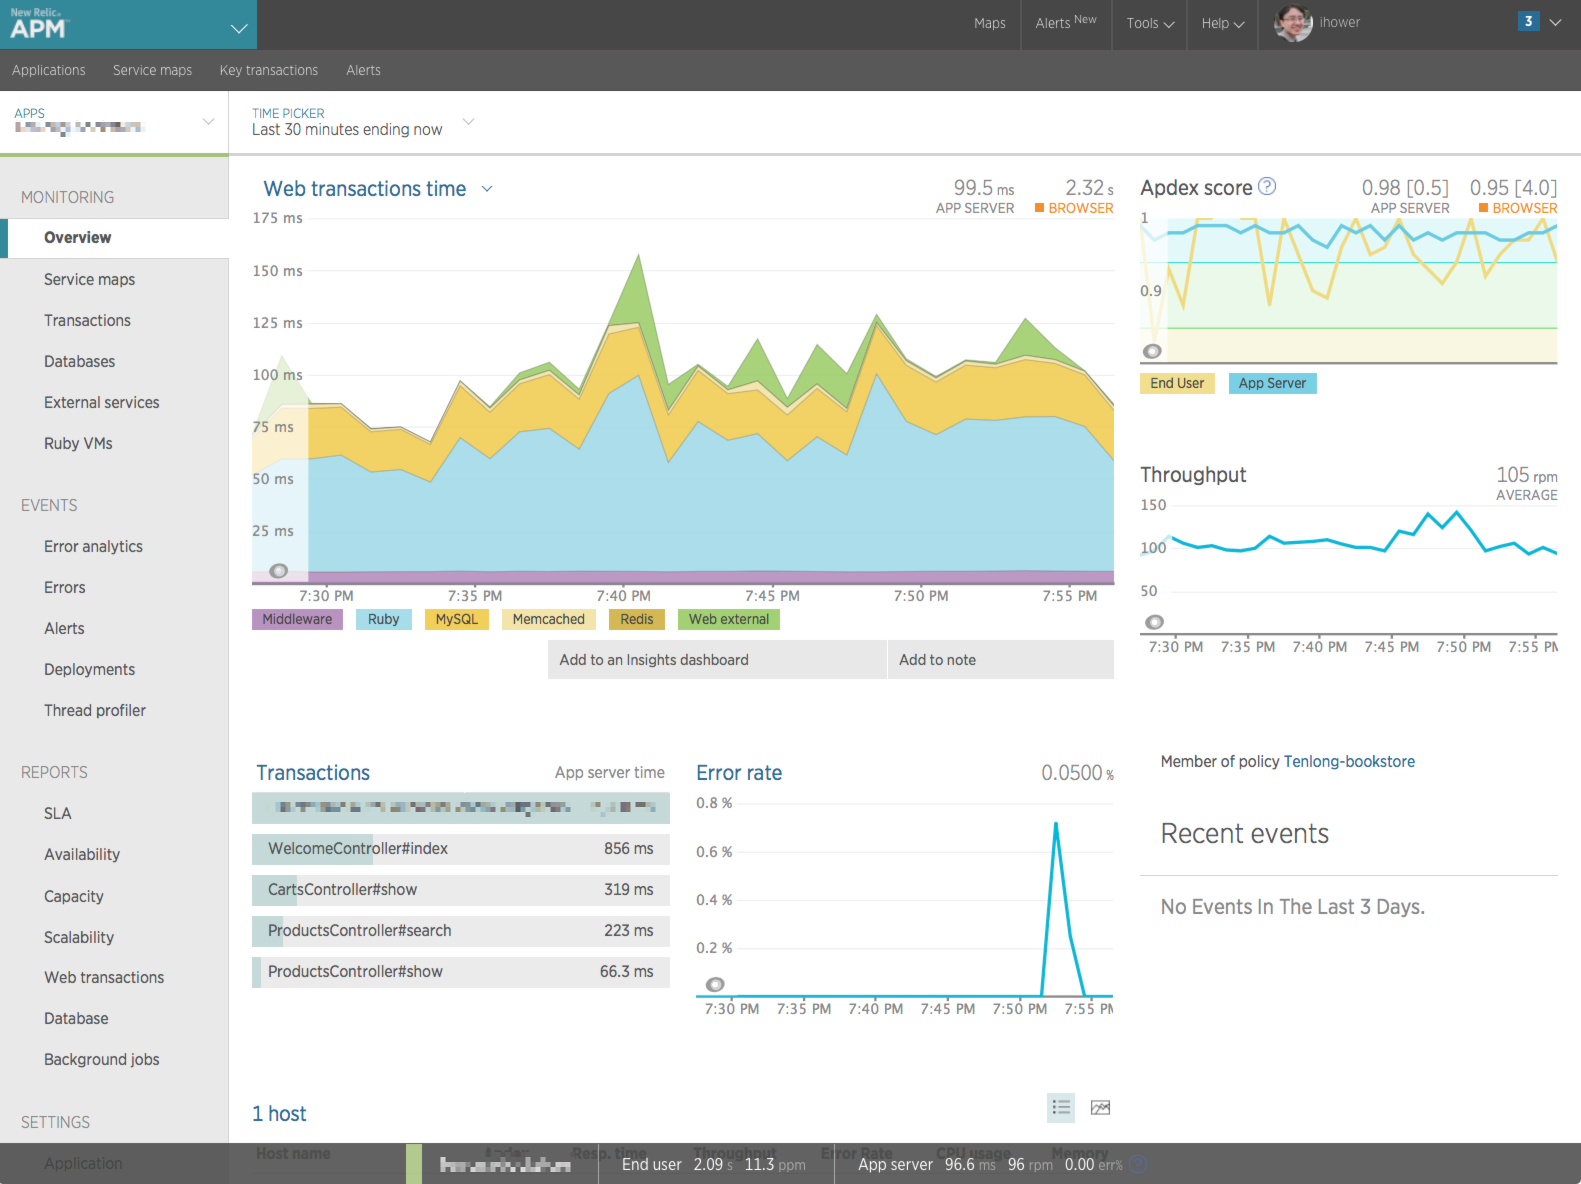 New Relic.
APM
Maps
Alerts New
Tools
Help
ihower
3
Applications
Service maps
Key transactions
Alerts
APPS
TIME PICKER
Last 30 minutes ending now
MONITORING
Overview
Service maps
Transactions
Databases
External services
Ruby VMs
EVENTS
Error analytics
Errors
Alerts
Deployments
Thread profiler
REPORTS
SLA
Availability
Capacity
Scalability
Web transactions
Database
Background jobs
SETTINGS
Application
Web transactions time
99.5 ms
APP SERVER
2.32 s
BROWSER
175 ms
150 ms
125 ms
100 ms
75 ms
50 ms
25 ms
7:30 PM 7:35 PM 7:40 PM 7:45 PM 7:50 PM 7:55 PM
Middleware Ruby MySQL Memcached Redis Web external
Add to an Insights dashboard
Add to note
Apdex score ?
0.98 [0.5]
APP SERVER
0.95 [4.0]
BROWSER
1
0.9
End User App Server
Throughput
105 rpm
AVERAGE
150
100
50
7:30 PM 7:35 PM 7:40 PM 7:45 PM 7:50 PM 7:55 PM
Transactions
App server time
WelcomeController#index 856 ms
CartsController#show 319 ms
ProductsController#search 223 ms
ProductsController#show 66.3 ms
Error rate
0.0500 %
0.8 %
0.6 %
0.4 %
0.2 %
7:30 PM 7:35 PM 7:40 PM 7:45 PM 7:50 PM 7:55 PM
Member of policy Tenlong-bookstore
Recent events
No Events In The Last 3 Days.
1 host
Host name Apdex Resp. time Throughput Error Rate CPU usage Memory
End user 2.09 s 11.3 ppm
App server 96.6 ms 96 rpm 0.00 err% ?